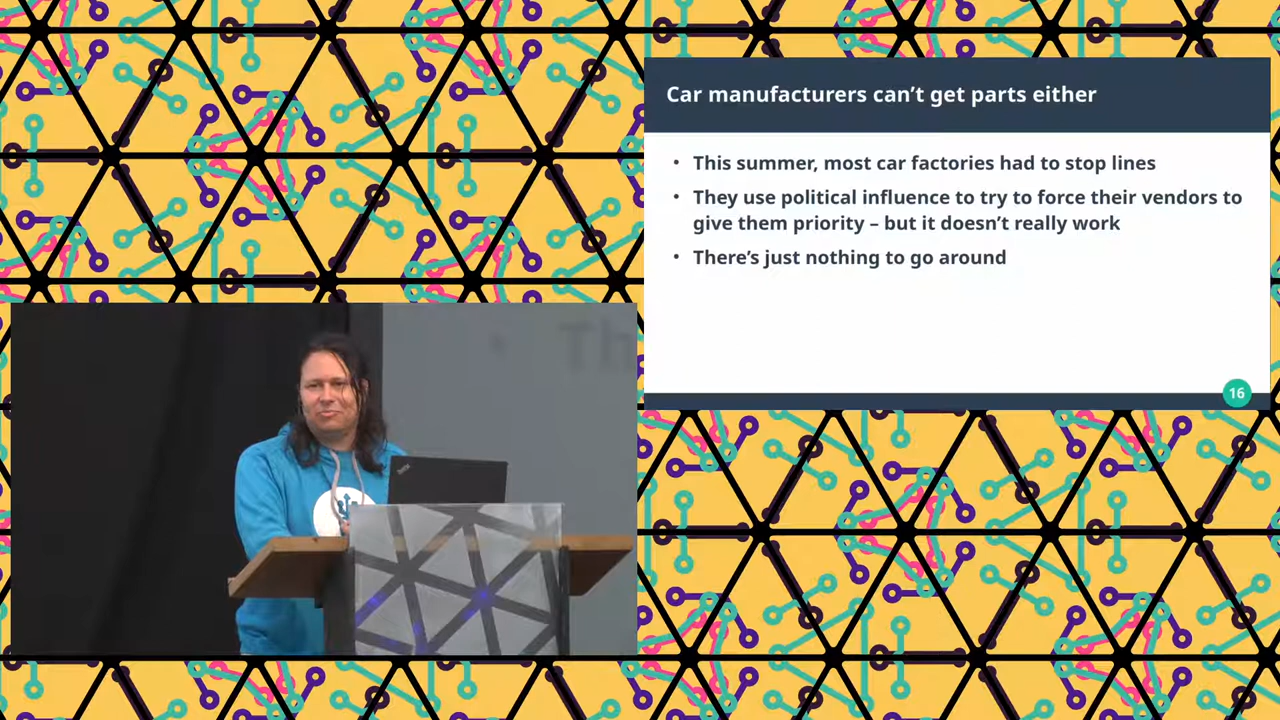 Car manufacturers can't get parts either
• This summer, most car factories had to stop lines
• They use political influence to try to force their vendors to
give them priority – but it doesn't really work
• There's just nothing to go around
16
Th